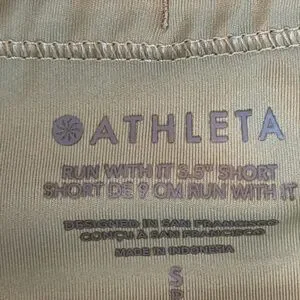 ATHLETA
RUN WITH IT 3.5" SHORT
SHORT DE 9 CM RUN WITH IT
DESIGNED IN SAN FRANCISCO
CONÇU À SAN FRANCISCO
MADE IN INDONESIA
S